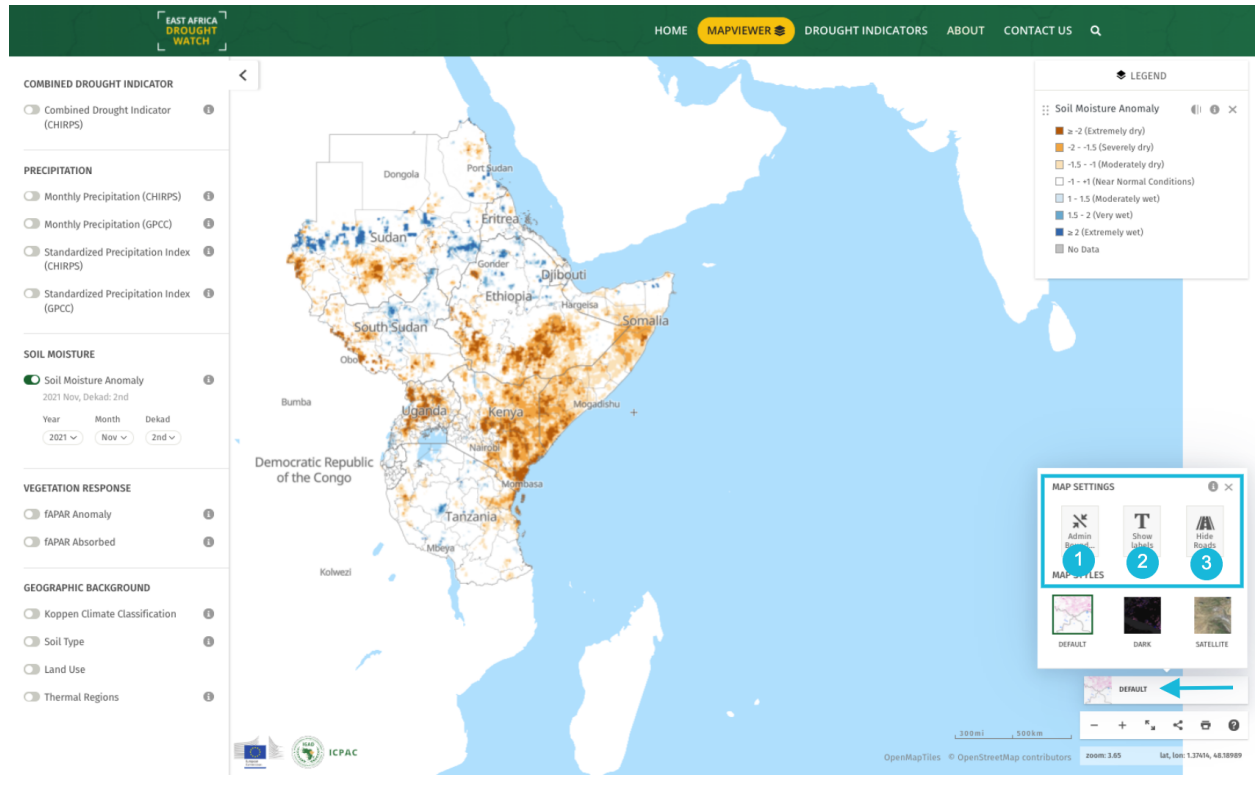 EAST AFRICA
DROUGHT
WATCH
HOME
MAPVIEWER
DROUGHT INDICATORS
ABOUT
CONTACT US
COMBINED DROUGHT INDICATOR
Combined Drought Indicator
(CHIRPS)
PRECIPITATION
Monthly Precipitation (CHIRPS)
Monthly Precipitation (GPCC)
Standardized Precipitation Index
(CHIRPS)
Standardized Precipitation Index
(GPCC)
SOIL MOISTURE
Soil Moisture Anomaly
2021 Nov, Dekad: 2nd
Year Month Dekad
2021 Nov 2nd
VEGETATION RESPONSE
fAPAR Anomaly
fAPAR Absorbed
GEOGRAPHIC BACKGROUND
Koppen Climate Classification
Soil Type
Land Use
Thermal Regions
Dongola
Port Sudan
Eritrea
Sudan
Gonder
Djibouti
Ethiopia
Hargeisa
Somalia
South Sudan
Obo
Bumba
Uganda
Kenya
Mogadishu
Nairobi
Democratic Republic
of the Congo
Mombasa
Tanzania
Mbeya
Kolwezi
LEGEND
Soil Moisture Anomaly
≥ -2 (Extremely dry)
-2 - -1.5 (Severely dry)
-1.5 - -1 (Moderately dry)
-1 - +1 (Near Normal Conditions)
1 - 1.5 (Moderately wet)
1.5 - 2 (Very wet)
≥ 2 (Extremely wet)
No Data
MAP SETTINGS
Admin
Bound...
Show
labels
Hide
Roads
1 2 3
MAP STYLES
DEFAULT DARK SATELLITE
DEFAULT
ICPAC
300mi 500km
OpenMapTiles © OpenStreetMap contributors
zoom: 3.65 lat, lon: 1.37414, 48.18989